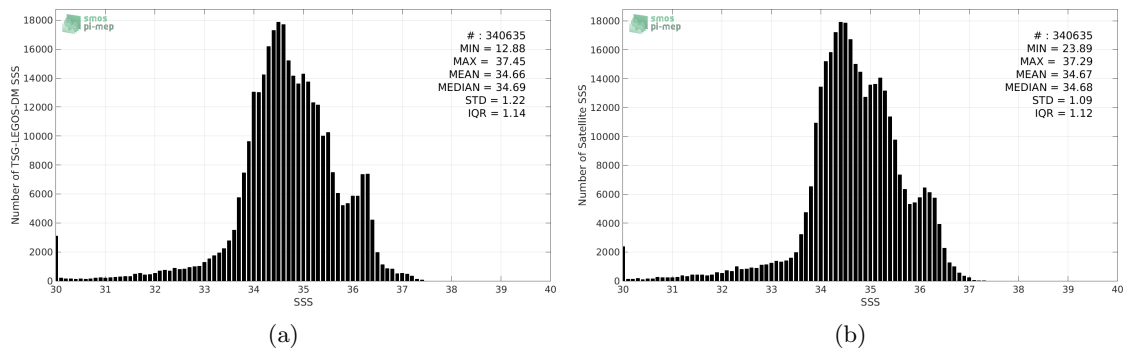 smos
pi-mep
# : 340635
MIN = 12.88
MAX = 37.45
MEAN = 34.66
MEDIAN = 34.69
STD = 1.22
IQR = 1.14
Number of TSG-LEGOS-DM SSS
18000
16000
14000
12000
10000
8000
6000
4000
2000
0
30 31 32 33 34 35 36 37 38 39 40
SSS
(a)
smos
pi-mep
# : 340635
MIN = 23.89
MAX = 37.29
MEAN = 34.67
MEDIAN = 34.68
STD = 1.09
IQR = 1.12
Number of Satellite SSS
18000
16000
14000
12000
10000
8000
6000
4000
2000
0
30 31 32 33 34 35 36 37 38 39 40
SSS
(b)